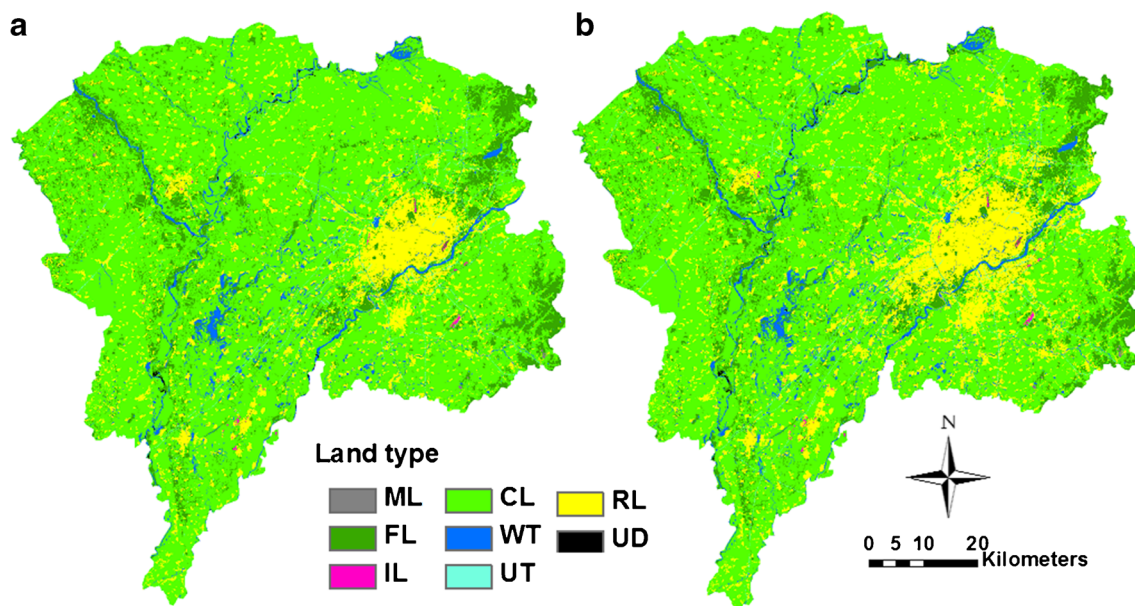 a
b
N
Land type
ML CL RL
FL WT UD
IL UT
0 5 10 20
Kilometers